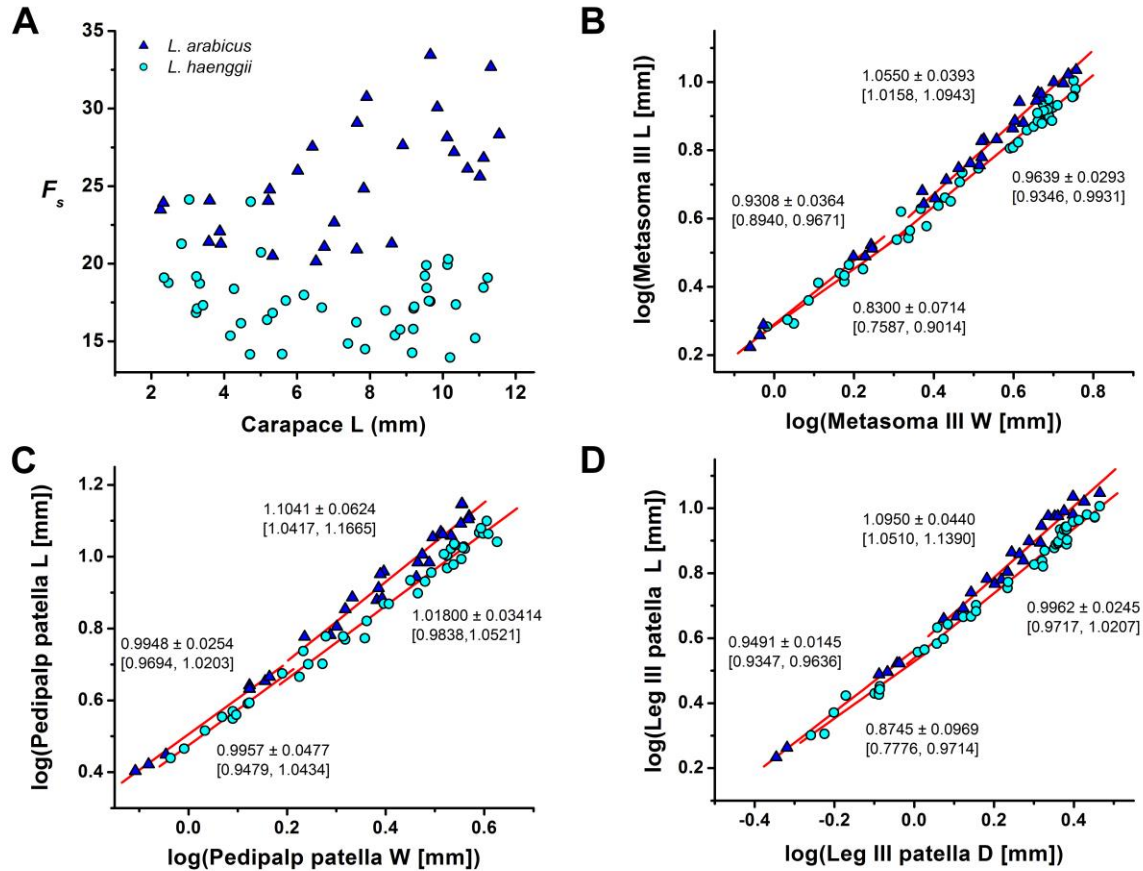 A
L. arabicus
L. haenggii
35
30
25
20
15
Fs
2 4 6 8 10 12
Carapace L (mm)
B
1.0550 ± 0.0393
[1.0158, 1.0943]
0.9639 ± 0.0293
[0.9346, 0.9931]
0.9308 ± 0.0364
[0.8940, 0.9671]
0.8300 ± 0.0714
[0.7587, 0.9014]
1.0
0.8
0.6
0.4
0.2
log(Metasoma III L [mm])
0.0 0.2 0.4 0.6 0.8
log(Metasoma III W [mm])
C
1.1041 ± 0.0624
[1.0417, 1.1665]
1.01800 ± 0.03414
[0.9838,1.0521]
0.9948 ± 0.0254
[0.9694, 1.0203]
0.9957 ± 0.0477
[0.9479, 1.0434]
1.2
1.0
0.8
0.6
0.4
log(Pedipalp patella L [mm])
0.0 0.2 0.4 0.6
log(Pedipalp patella W [mm])
D
1.0950 ± 0.0440
[1.0510, 1.1390]
0.9962 ± 0.0245
[0.9717, 1.0207]
0.9491 ± 0.0145
[0.9347, 0.9636]
0.8745 ± 0.0969
[0.7776, 0.9714]
1.0
0.8
0.6
0.4
0.2
log(Leg III patella L [mm])
-0.4 -0.2 0.0 0.2 0.4
log(Leg III patella D [mm])